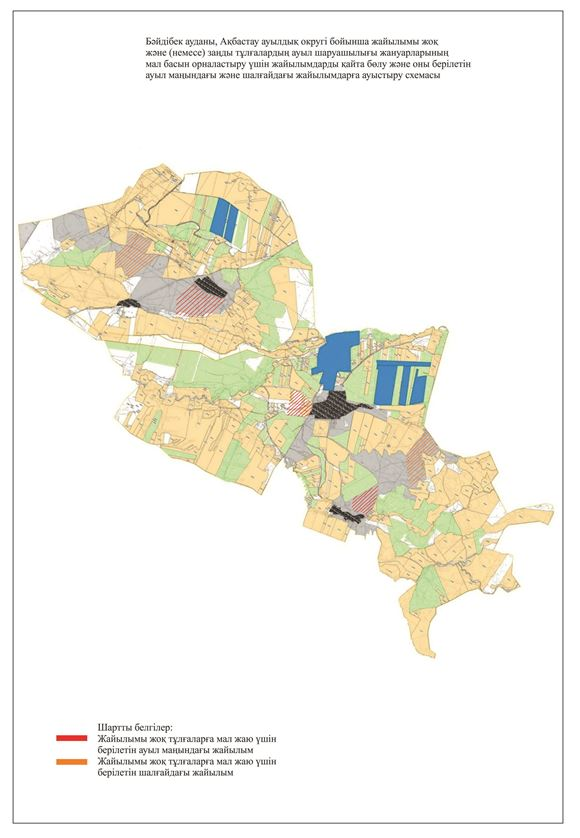 Бәйдібек ауданы, Ақбастау ауылдық округі бойынша жайылымы жоқ
және (немесе) заңды тұлғалардың ауыл шаруашылығы жануарларының
мал басын орналастыру үшін жайылымдарды қайта бөлу және оны берілетін
ауыл маңындағы және шалғайдағы жайылымдарға ауыстыру схемасы
Шартты белгілер:
Жайылымы жоқ тұлғаларға мал жаю үшін
берілетін ауыл маңындағы жайылым
Жайылымы жоқ тұлғаларға мал жаю үшін
берілетін шалғайдағы жайылым